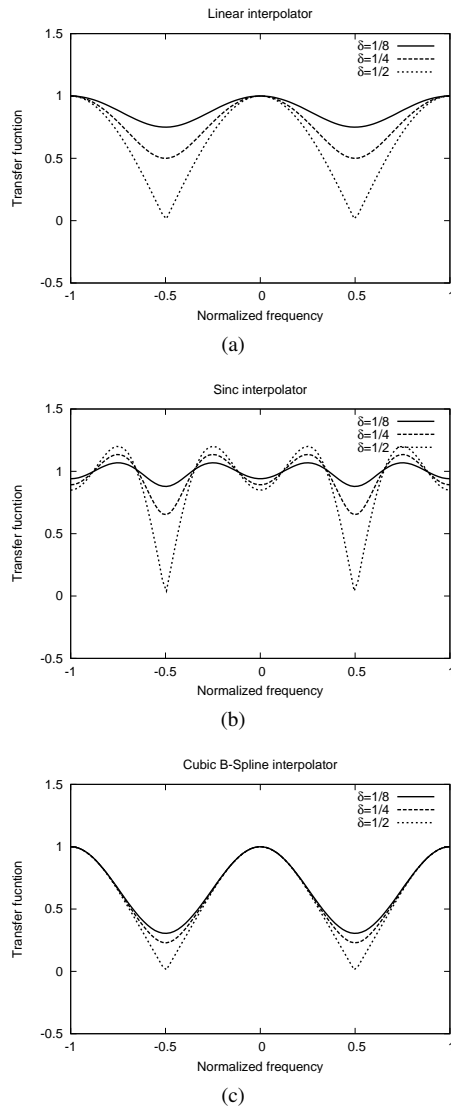 Linear interpolator
1.5
δ=1/8
δ=1/4
δ=1/2
1
0.5
0
-0.5
-1
-0.5
0
0.5
1
Transfer fucntion
Normalized frequency
(a)
Sinc interpolator
1.5
δ=1/8
δ=1/4
δ=1/2
1
0.5
0
-0.5
-1
-0.5
0
0.5
1
Transfer fucntion
Normalized frequency
(b)
Cubic B-Spline interpolator
1.5
δ=1/8
δ=1/4
δ=1/2
1
0.5
0
-0.5
-1
-0.5
0
0.5
1
Transfer fucntion
Normalized frequency
(c)